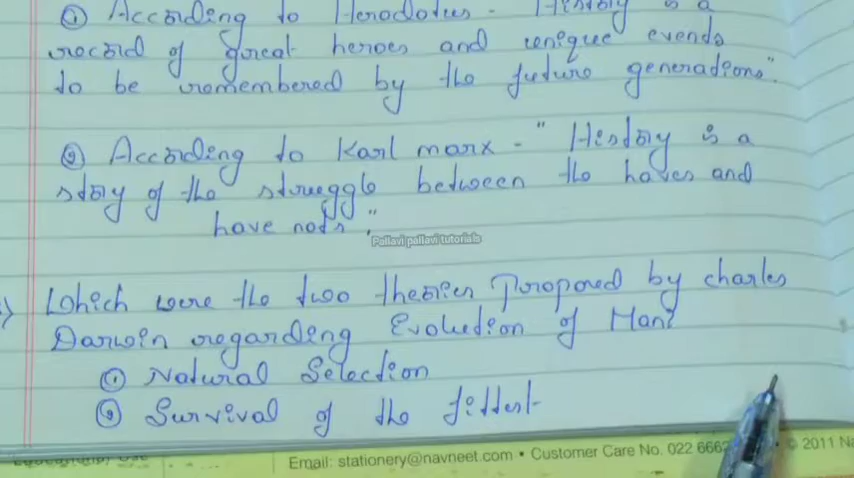 ① According to Herodotus - "History is a
record of great heroes and unique events
to be remembered by the future generations".
② According to Karl marx - "History is a
story of the struggle between the haves and
have nots".
Pallavi pallavi tutorials
Which were the two theories Proposed by charles
Darwin regarding Evolution of Man?
① Natural Selection
② Survival of the fittest
Email: stationery@navneet.com • Customer Care No. 022 6662 © 2011 Na